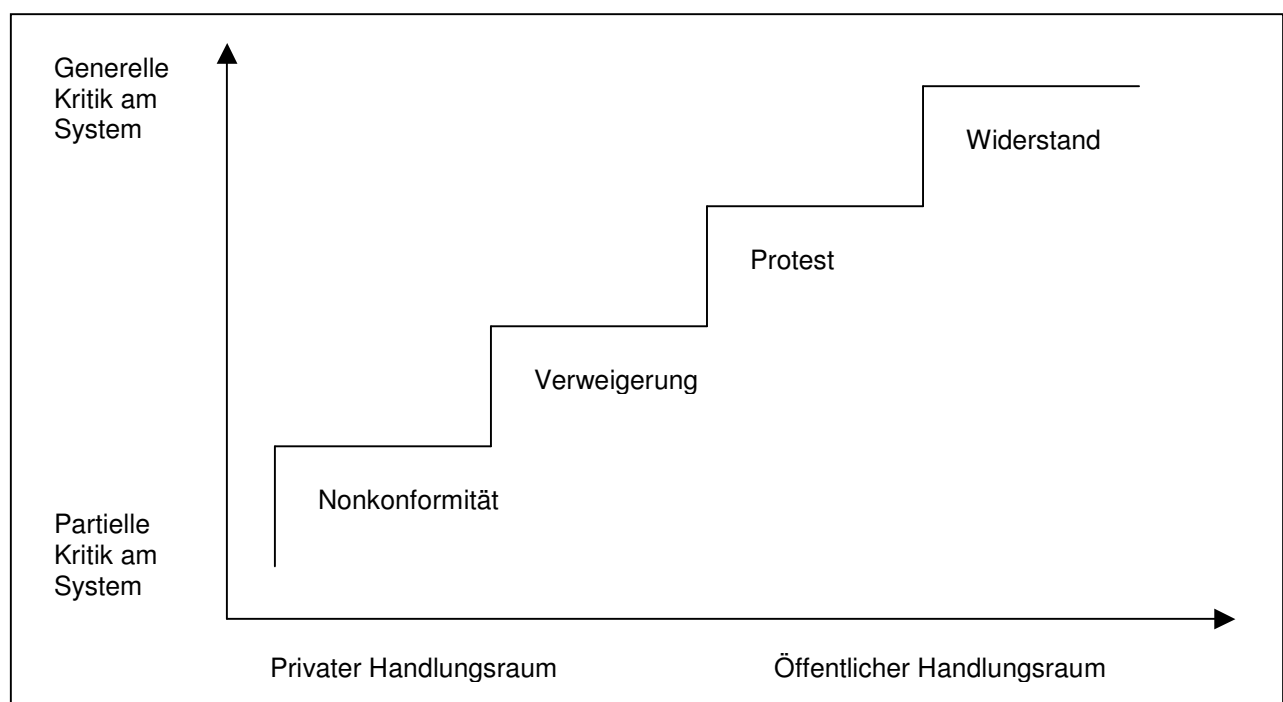 Generelle
Kritik am
System
Widerstand
Protest
Verweigerung
Nonkonformität
Partielle
Kritik am
System
Privater Handlungsraum
Öffentlicher Handlungsraum